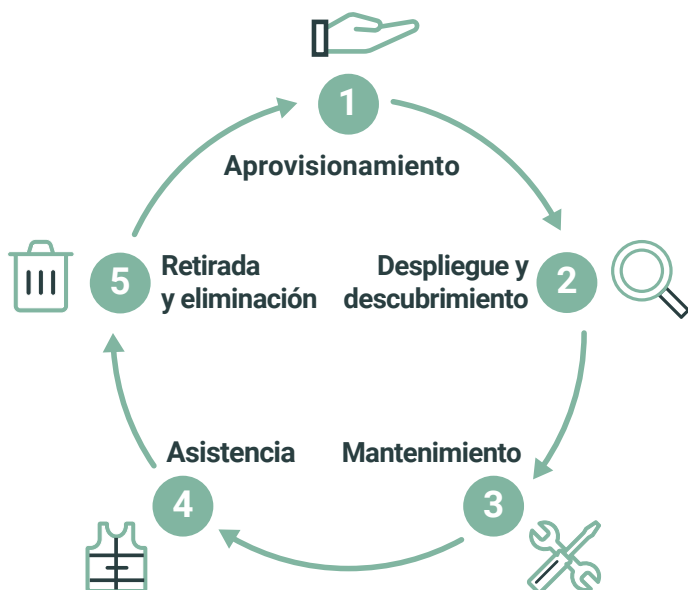 1
Aprovisionamiento
2
Despliegue y
descubrimiento
3
Mantenimiento
4
Asistencia
5
Retirada
y eliminación